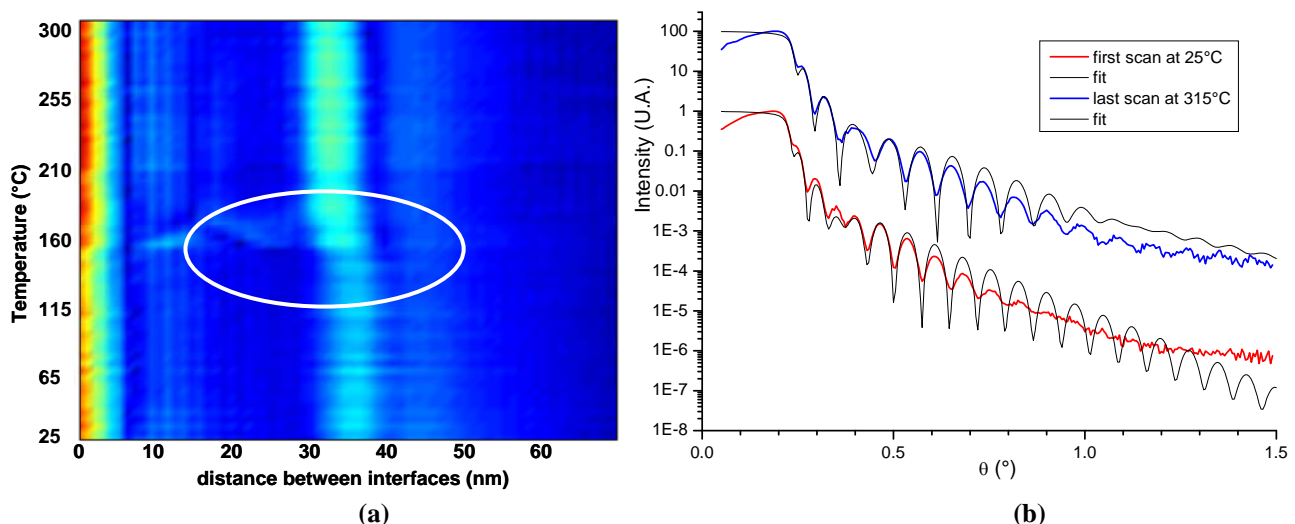 300
255
210
160
115
65
25
Temperature (°C)
0
10
20
30
40
50
60
distance between interfaces (nm)
(a)
100
10
1
0.1
0.01
1E-3
1E-4
1E-5
1E-6
1E-7
1E-8
Intensity (U.A.)
first scan at 25°C
fit
last scan at 315°C
fit
0.0
0.5
1.0
1.5
θ (°)
(b)